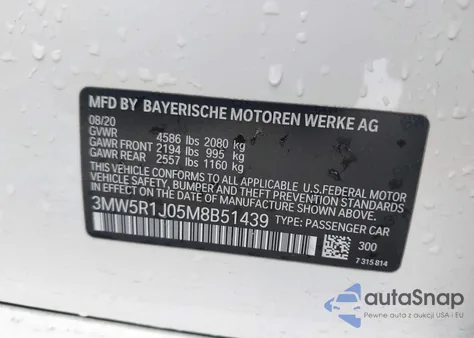 MFD BY BAYERISCHE MOTOREN WERKE AG
08/20
GVWR 4586 lbs 2080 kg
GAWR FRONT 2194 lbs 995 kg
GAWR REAR 2557 lbs 1160 kg
THIS VEHICLE CONFORMS TO ALL APPLICABLE U.S.FEDERAL MOTOR
VEHICLE SAFETY, BUMPER, AND THEFT PREVENTION STANDARDS
IN EFFECT ON THE DATE OF MANUFACTURE SHOWN ABOVE.
3MW5R1J05M8B51439 TYPE: PASSENGER CAR
300
7 315 814
autoSnap
Pewne auta z aukcji USA i EU